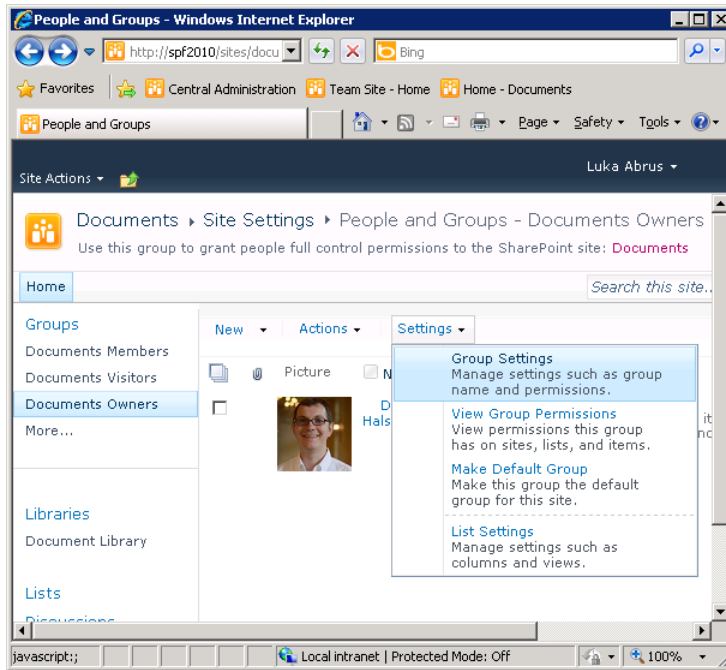 People and Groups - Windows Internet Explorer
http://spf2010/sites/docu
Bing
Favorites
Central Administration
Team Site - Home
Home - Documents
People and Groups
Page
Safety
Tools
Luka Abrus
Site Actions
Documents
Site Settings
People and Groups - Documents Owners
Use this group to grant people full control permissions to the SharePoint site: Documents
Home
Search this site..
Groups
Documents Members
Documents Visitors
Documents Owners
More...
Libraries
Document Library
Lists
Discussions
New
Actions
Settings
Picture
N
D
Hals
it
Group Settings
Manage settings such as group
name and permissions.
View Group Permissions
View permissions this group
has on sites, lists, and items.
Make Default Group
Make this group the default
group for this site.
List Settings
Manage settings such as
columns and views.
javascript:;
Local intranet | Protected Mode: Off
100%